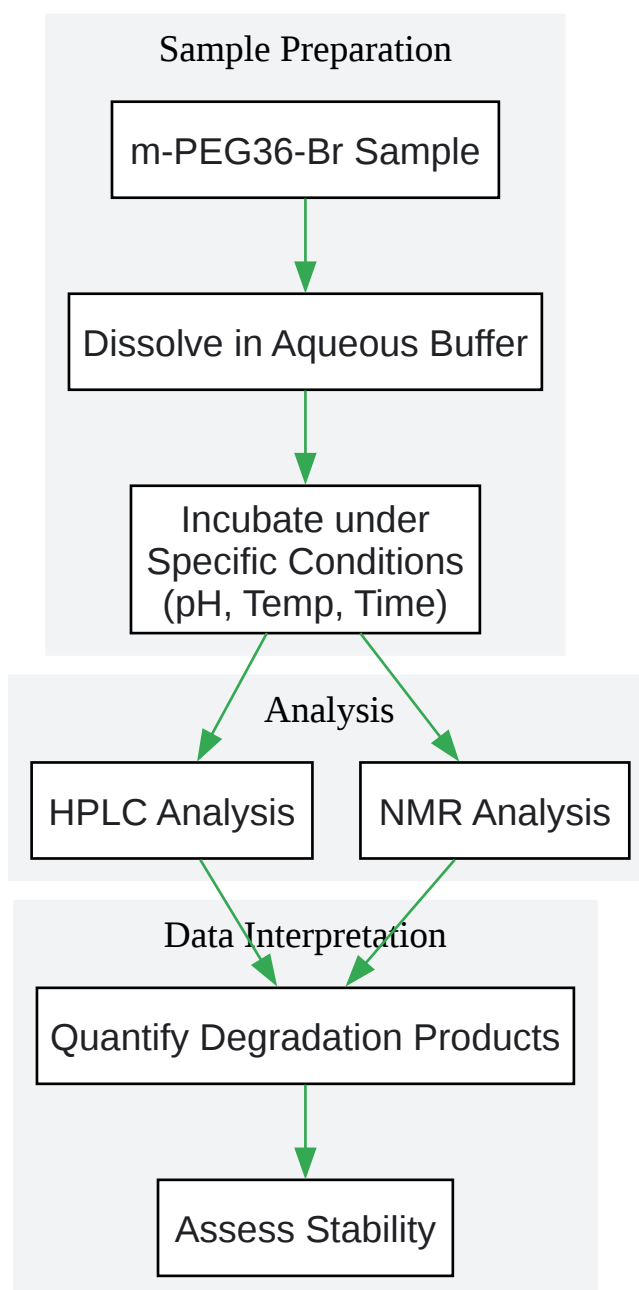 Sample Preparation
m-PEG36-Br Sample
Dissolve in Aqueous Buffer
Incubate under
Specific Conditions
(pH, Temp, Time)
Analysis
HPLC Analysis
NMR Analysis
Data Interpretation
Quantify Degradation Products
Assess Stability